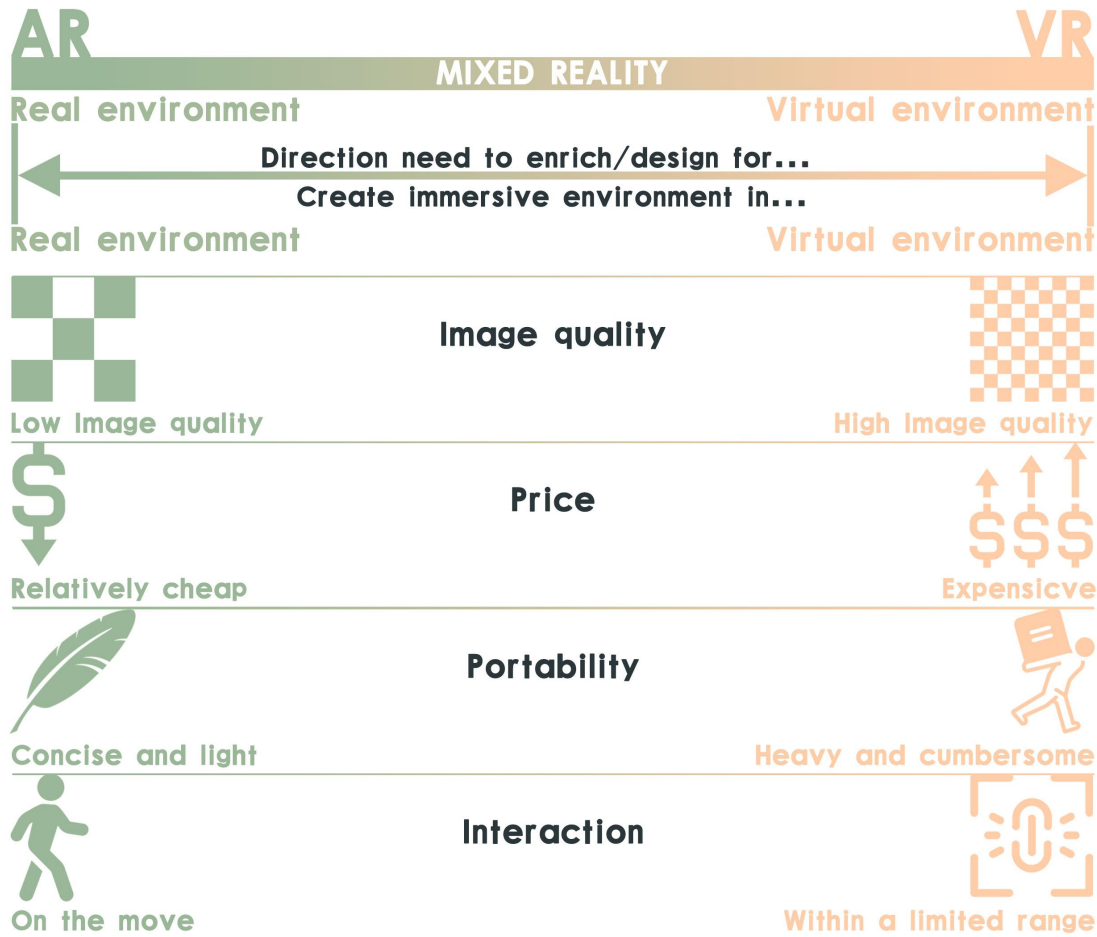 AR
VR
MIXED REALITY
Real environment
Virtual environment
Direction need to enrich/design for...
Create immersive environment in...
Real environment
Virtual environment
Image quality
Low Image quality
High Image quality
Price
Relatively cheap
Expensicve
Portability
Concise and light
Heavy and cumbersome
Interaction
On the move
Within a limited range